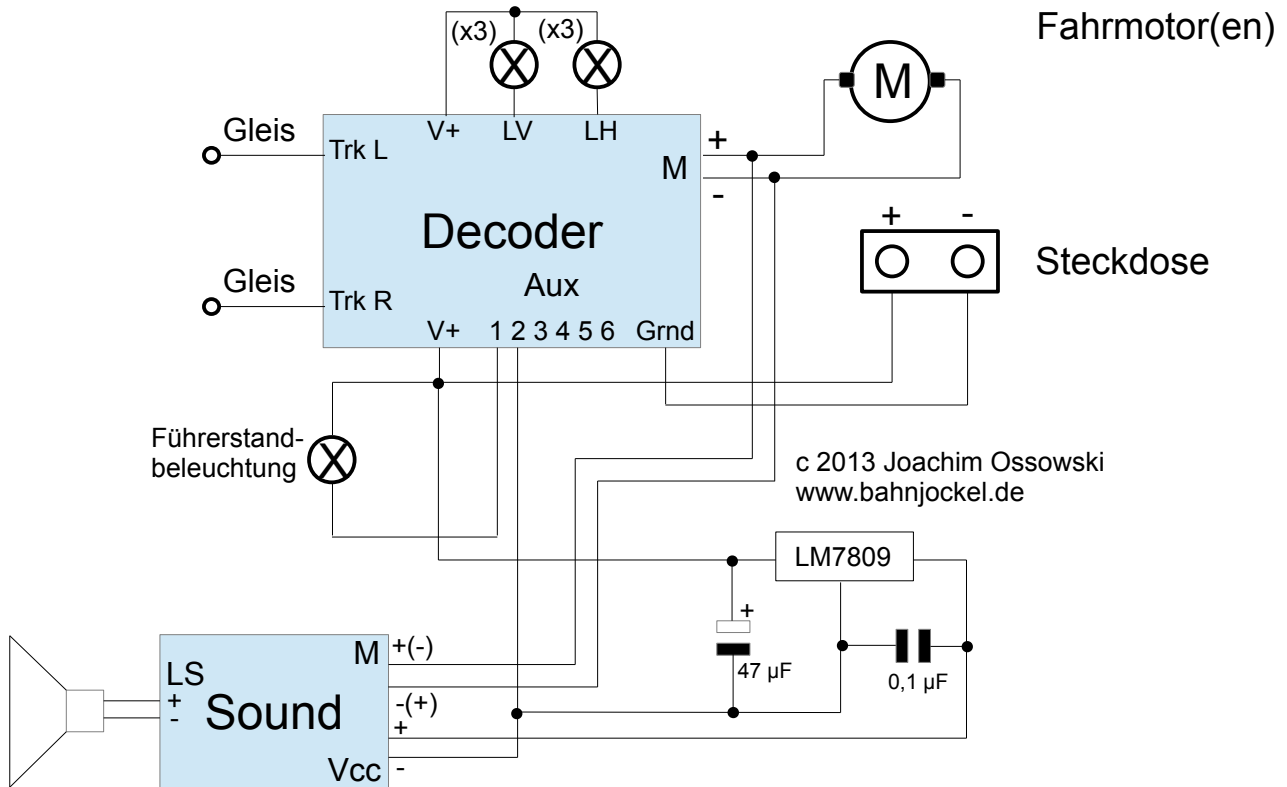 Fahrmotor(en)
(x3)
(x3)
M
V+
LV
LH
Gleis
Trk L
+
M
-
Decoder
+
-
Steckdose
Gleis
Trk R
Aux
V+
1 2 3 4 5 6
Grnd
Führerstand-
beleuchtung
c 2013 Joachim Ossowski
www.bahnjockel.de
LM7809
+
47 µF
0,1 µF
M
+(-)
LS
+
-
Sound
-(+)
+
Vcc
-